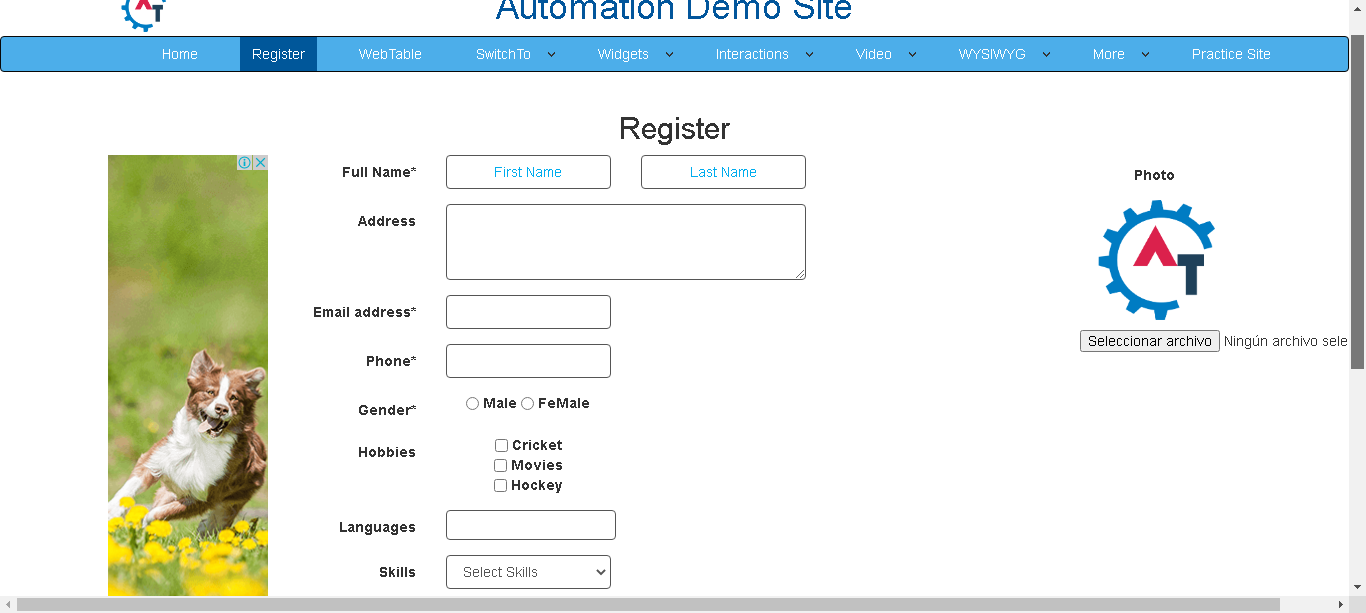 Automation Demo Site
Home Register WebTable SwitchTo Widgets Interactions Video WYSIWYG More Practice Site
Register
Full Name* First Name Last Name
Photo
Address
AT
Email address*
Seleccionar archivo Ningún archivo sele
Phone*
Gender* Male FeMale
Hobbies Cricket
Movies
Hockey
Languages
Skills Select Skills